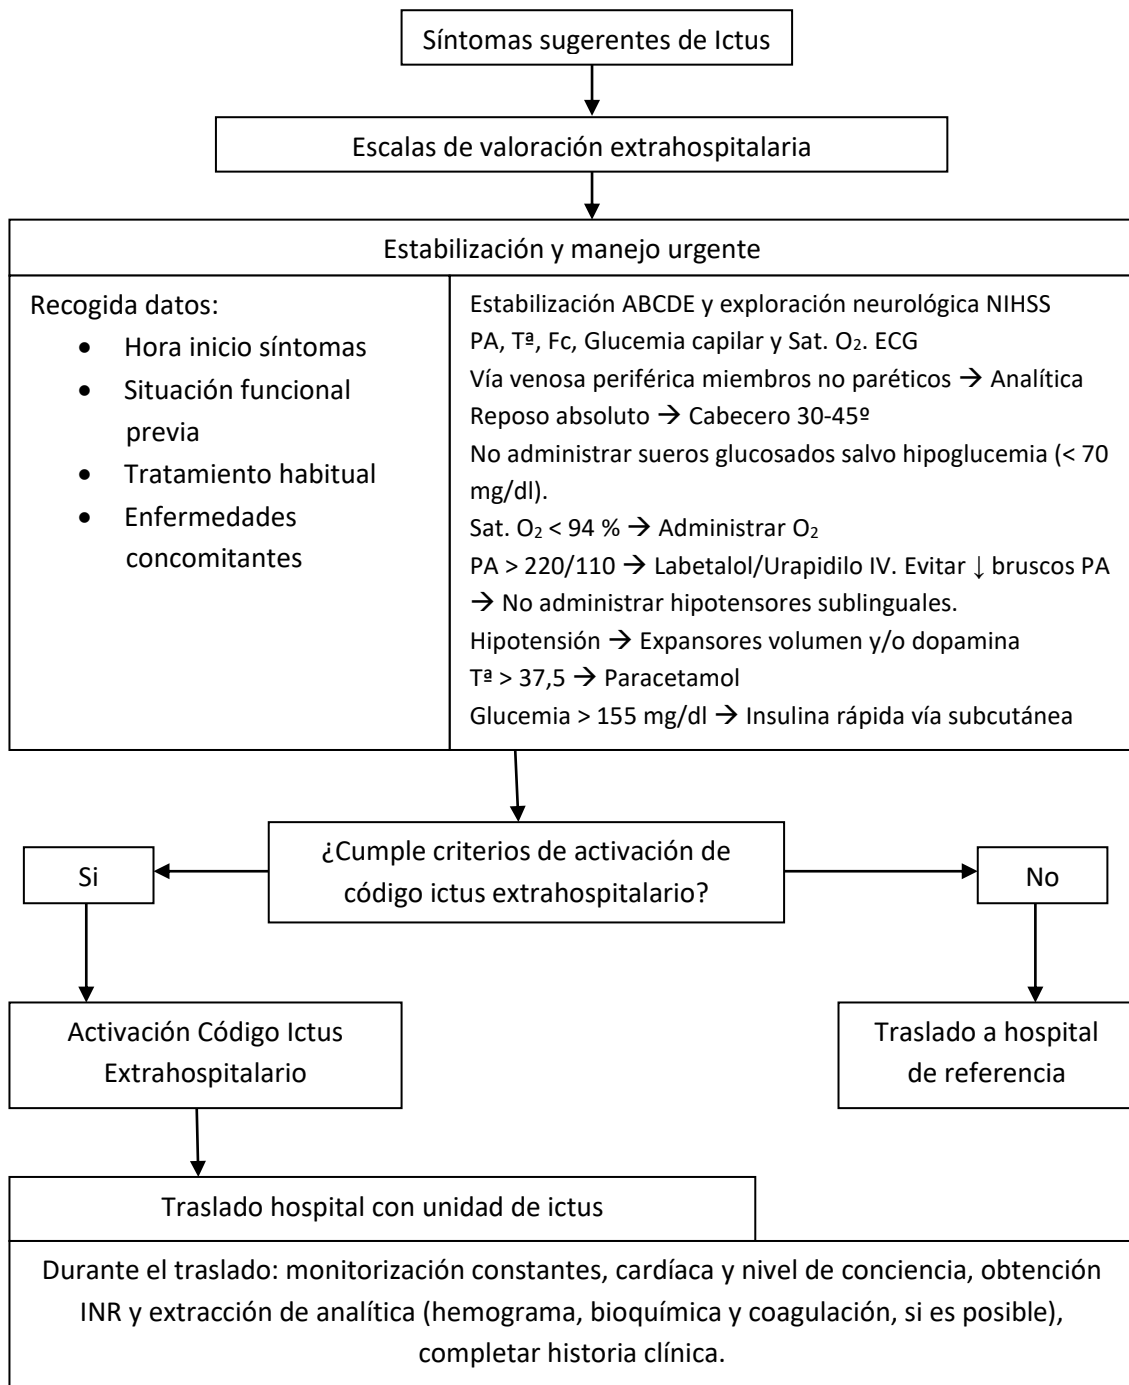 Síntomas sugerentes de Ictus
Escalas de valoración extrahospitalaria
Estabilización y manejo urgente
Recogida datos:
• Hora inicio síntomas
• Situación funcional
previa
• Tratamiento habitual
• Enfermedades
concomitantes
Estabilización ABCDE y exploración neurológica NIHSS
PA, Tª, Fc, Glucemia capilar y Sat. O₂. ECG
Vía venosa periférica miembros no paréticos → Analítica
Reposo absoluto → Cabecero 30-45º
No administrar sueros glucosados salvo hipoglucemia (< 70
mg/dl).
Sat. O₂ < 94 % → Administrar O₂
PA > 220/110 → Labetalol/Urapidilo IV. Evitar ↓ bruscos PA
→ No administrar hipotensores sublinguales.
Hipotensión → Expansores volumen y/o dopamina
Tª > 37,5 → Paracetamol
Glucemia > 155 mg/dl → Insulina rápida vía subcutánea
¿Cumple criterios de activación de
código ictus extrahospitalario?
Si
No
Activación Código Ictus
Extrahospitalario
Traslado a hospital
de referencia
Traslado hospital con unidad de ictus
Durante el traslado: monitorización constantes, cardíaca y nivel de conciencia, obtención
INR y extracción de analítica (hemograma, bioquímica y coagulación, si es posible),
completar historia clínica.